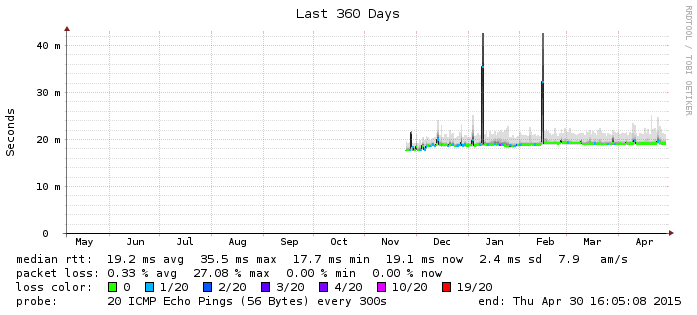 Last 360 Days
RRDTOOL / TOBI OETIKER
Seconds
40 m
30 m
20 m
10 m
0
May Jun Jul Aug Sep Oct Nov Dec Jan Feb Mar Apr
median rtt: 19.2 ms avg 35.5 ms max 17.7 ms min 19.1 ms now 2.4 ms sd 7.9 am/s
packet loss: 0.33 % avg 27.08 % max 0.00 % min 0.00 % now
loss color: 0 1/20 2/20 3/20 4/20 10/20 19/20
probe: 20 ICMP Echo Pings (56 Bytes) every 300s end: Thu Apr 30 16:05:08 2015